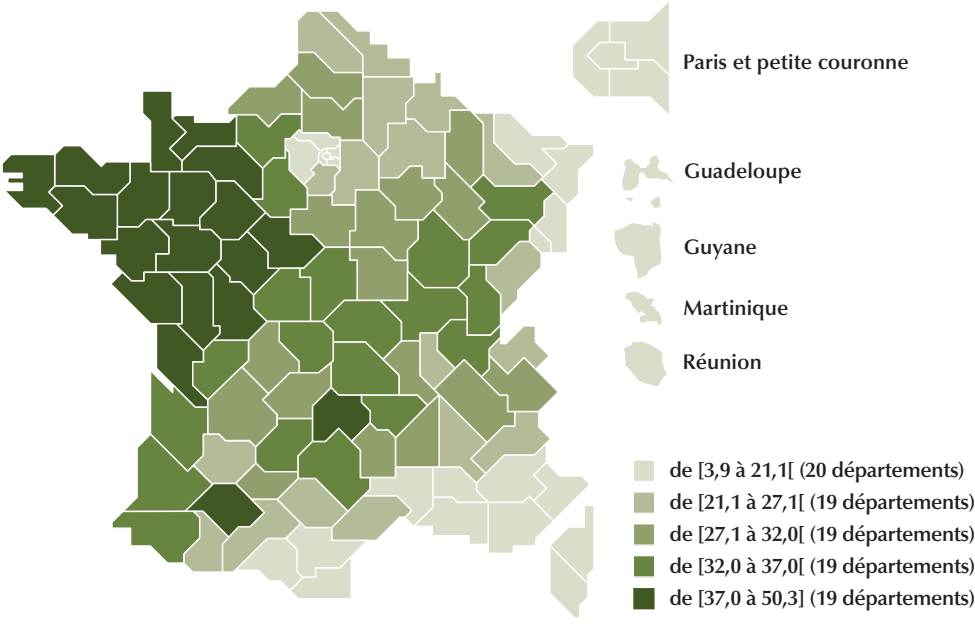 Paris et petite couronne
Guadeloupe
Guyane
Martinique
Réunion
de [3,9 à 21,1[ (20 départements)
de [21,1 à 27,1[ (19 départements)
de [27,1 à 32,0[ (19 départements)
de [32,0 à 37,0[ (19 départements)
de [37,0 à 50,3] (19 départements)